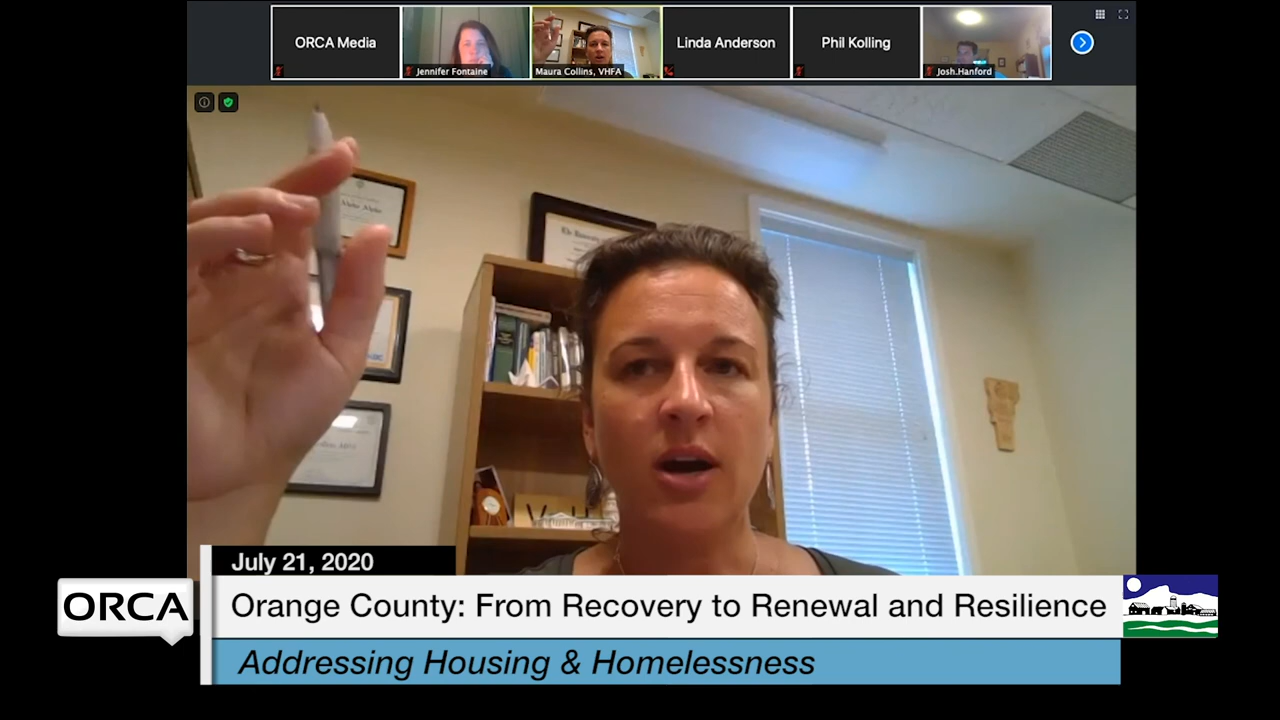 ORCA Media
Jennifer Fontaine
Maura Collins, VHFA
Linda Anderson
Phil Kolling
Josh.Hanford
July 21, 2020
ORCA
Orange County: From Recovery to Renewal and Resilience
Addressing Housing & Homelessness